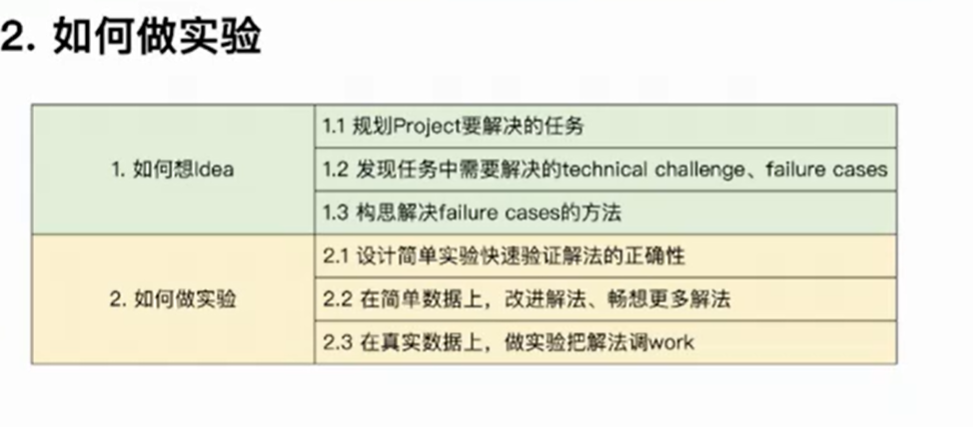 2. 如何做实验
1. 如何想Idea
1.1 规划Project要解决的任务
1.2 发现任务中需要解决的technical challenge、failure cases
1.3 构思解决failure cases的方法
2. 如何做实验
2.1 设计简单实验快速验证解法的正确性
2.2 在简单数据上，改进解法、畅想更多解法
2.3 在真实数据上，做实验把解法调work